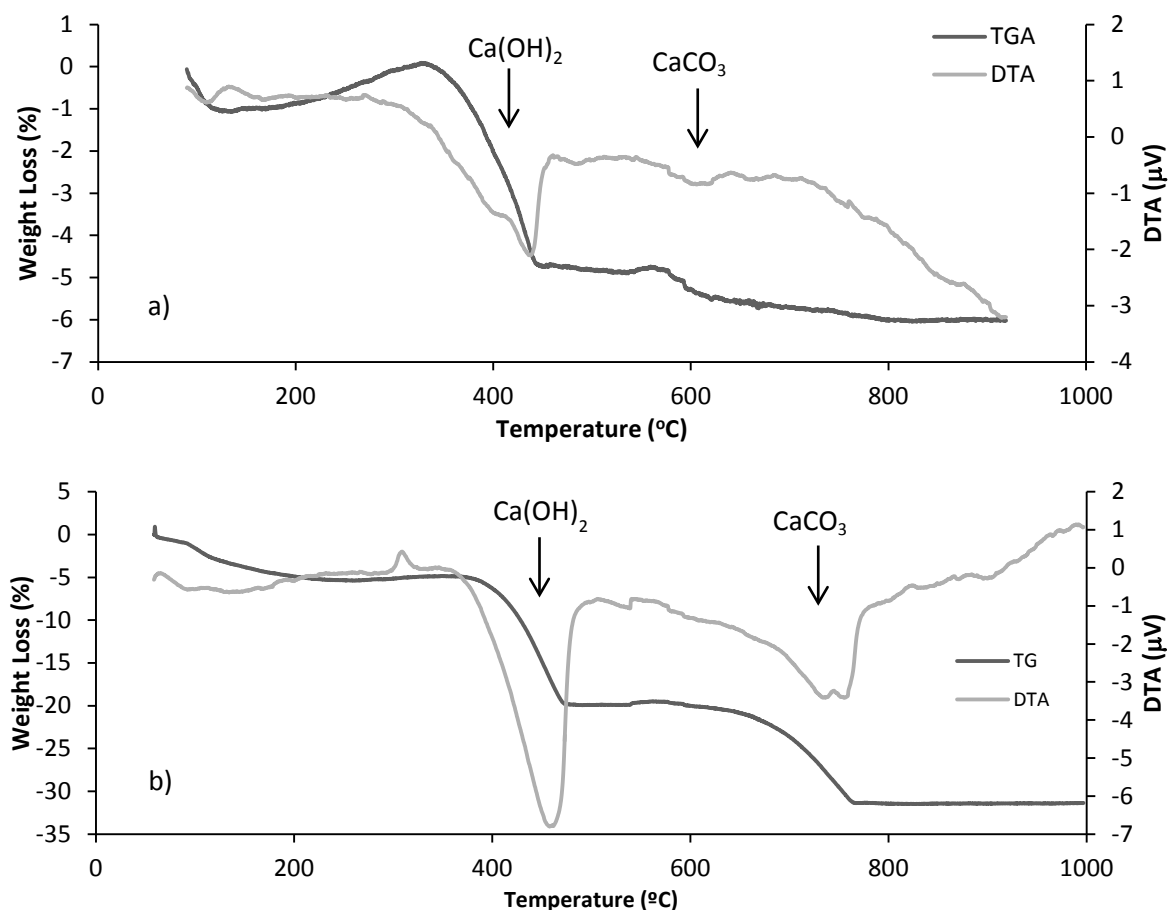 1
0
-1
-2
-3
-4
-5
-6
-7
Weight Loss (%)
Ca(OH)2
CaCO3
TGA
DTA
a)
2
1
0
-1
-2
-3
-4
DTA (µV)
0 200 400 600 800 1000
Temperature (oC)
5
0
-5
-10
-15
-20
-25
-30
-35
Weight Loss (%)
Ca(OH)2
CaCO3
TG
DTA
b)
2
1
0
-1
-2
-3
-4
-5
-6
-7
DTA (µV)
0 200 400 600 800 1000
Temperature (ºC)